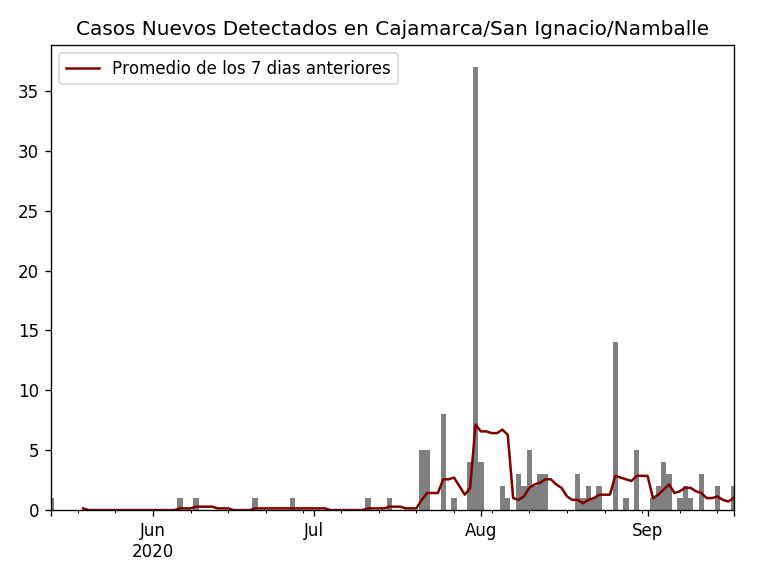 Casos Nuevos Detectados en Cajamarca/San Ignacio/Namballe
Promedio de los 7 dias anteriores
35
30
25
20
15
10
5
0
Jun
2020
Jul
Aug
Sep